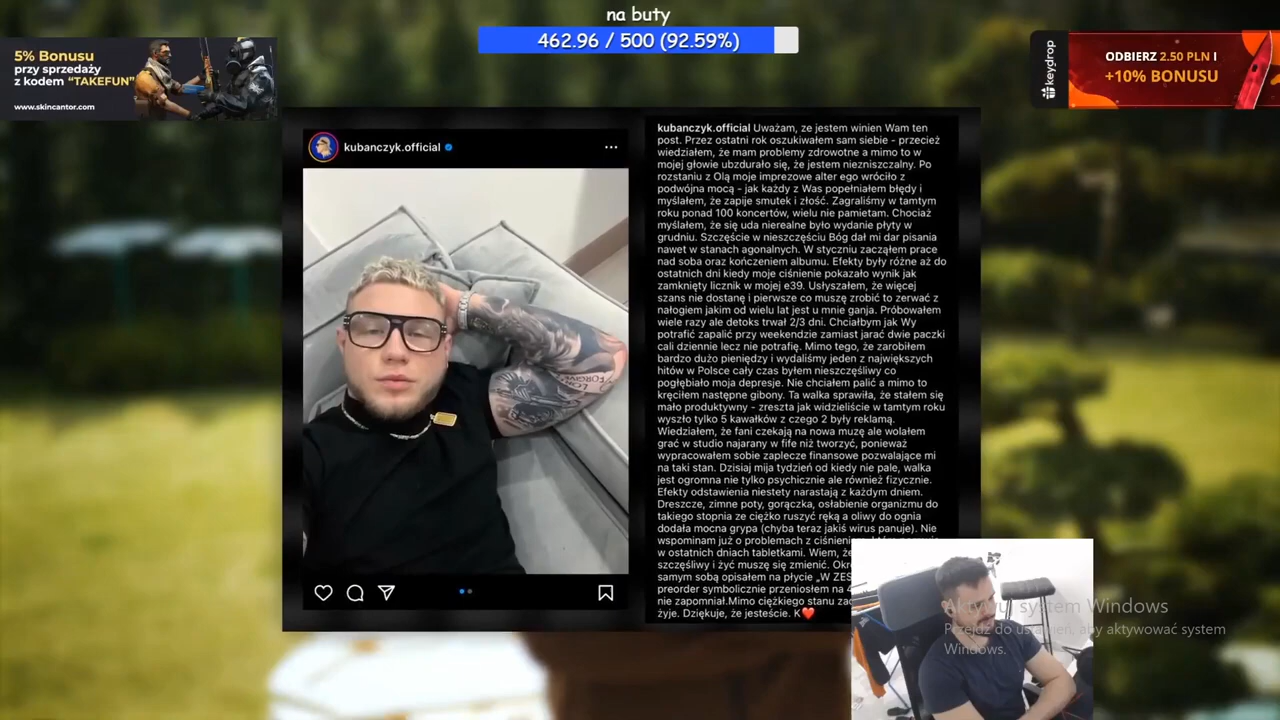 na buty
462.96 / 500 (92.59%)
5% Bonusu
przy sprzedaży
z kodem “TAKEFUN”
www.skincantor.com
keydrop
ODBIERZ 2.50 PLN I
+10% BONUSU
kubanczyk.official
kubanczyk.official Uważam, ze jestem winien Wam ten
post. Przez ostatni rok oszukiwałem sam siebie - przecież
wiedziałem, że mam problemy zdrowotne a mimo to w
mojej głowie ubzdurało się, że jestem niezniszczalny. Po
rozstaniu z Olą moje imprezowe alter ego wróciło z
podwójna mocą - jak każdy z Was popełniałem błędy i
myślałem, że zapije smutek i złość. Zagraliśmy w tamtym
roku ponad 100 koncertów, wielu nie pamietam. Chociaż
myślałem, że się uda nierealne było wydanie płyty w
grudniu. Szczęście w nieszczęściu Bóg dał mi dar pisania
nawet w stanach agonalnych. W styczniu zacząłem prace
nad soba oraz kończeniem albumu. Efekty były różne aż do
ostatnich dni kiedy moje ciśnienie pokazało wynik jak
zamknięty licznik w mojej e39. Usłyszałem, że więcej
szans nie dostanę i pierwsze co muszę zrobić to zerwać z
nałogiem jakim od wielu lat jest u mnie ganja. Próbowałem
wiele razy ale detoks trwał 2/3 dni. Chciałbym jak Wy
potrafić zapalić przy weekendzie zamiast jarać dwie paczki
cali dziennie lecz nie potrafię. Mimo tego, że zarobiłem
bardzo dużo pieniędzy i wydaliśmy jeden z największych
hitów w Polsce cały czas byłem nieszczęśliwy co
pogłębiało moja depresje. Nie chciałem palić a mimo to
kręciłem następne gibony. Ta walka sprawiła, że stałem się
mało produktywny - zreszta jak widzieliście w tamtym roku
wyszło tylko 5 kawałków z czego 2 były reklamą.
Wiedziałem, że fani czekają na nowa muzę ale wolałem
grać w studio najarany w fife niż tworzyć, ponieważ
wypracowałem sobie zaplecze finansowe pozwalające mi
na taki stan. Dzisiaj mija tydzień od kiedy nie pale, walka
jest ogromna nie tylko psychicznie ale również fizycznie.
Efekty odstawienia niestety narastają z każdym dniem.
Dreszcze, zimne poty, gorączka, osłabienie organizmu do
takiego stopnia ze ciężko ruszyć ręką a oliwy do ognia
dodała mocna grypa (chyba teraz jakiś wirus panuje). Nie
wspominam już o problemach z ciśnieniem
w ostatnich dniach tabletkami. Wiem, że
szczęśliwy i żyć muszę się zmienić.
samym sobą opisałem na płycie „W
preorder symbolicznie przeniosłem na 4
nie zapomniał.Mimo ciężkiego stanu
żyje. Dziękuje, że jesteście. K❤️
Aktywuj system Windows
Przejdź do ustawień, aby aktywować system
Windows.